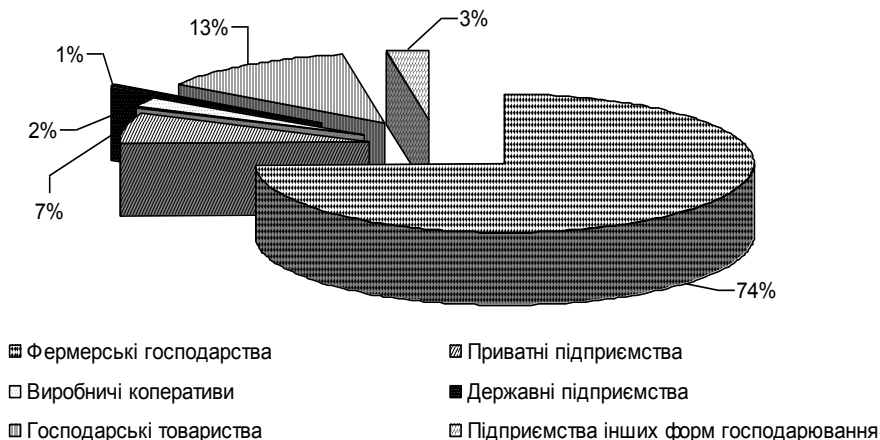 13%
3%
1%
2%
7%
74%
Фермерські господарства
Приватні підприємства
Виробничі коперативи
Державні підприємства
Господарські товариства
Підприємства інших форм господарювання